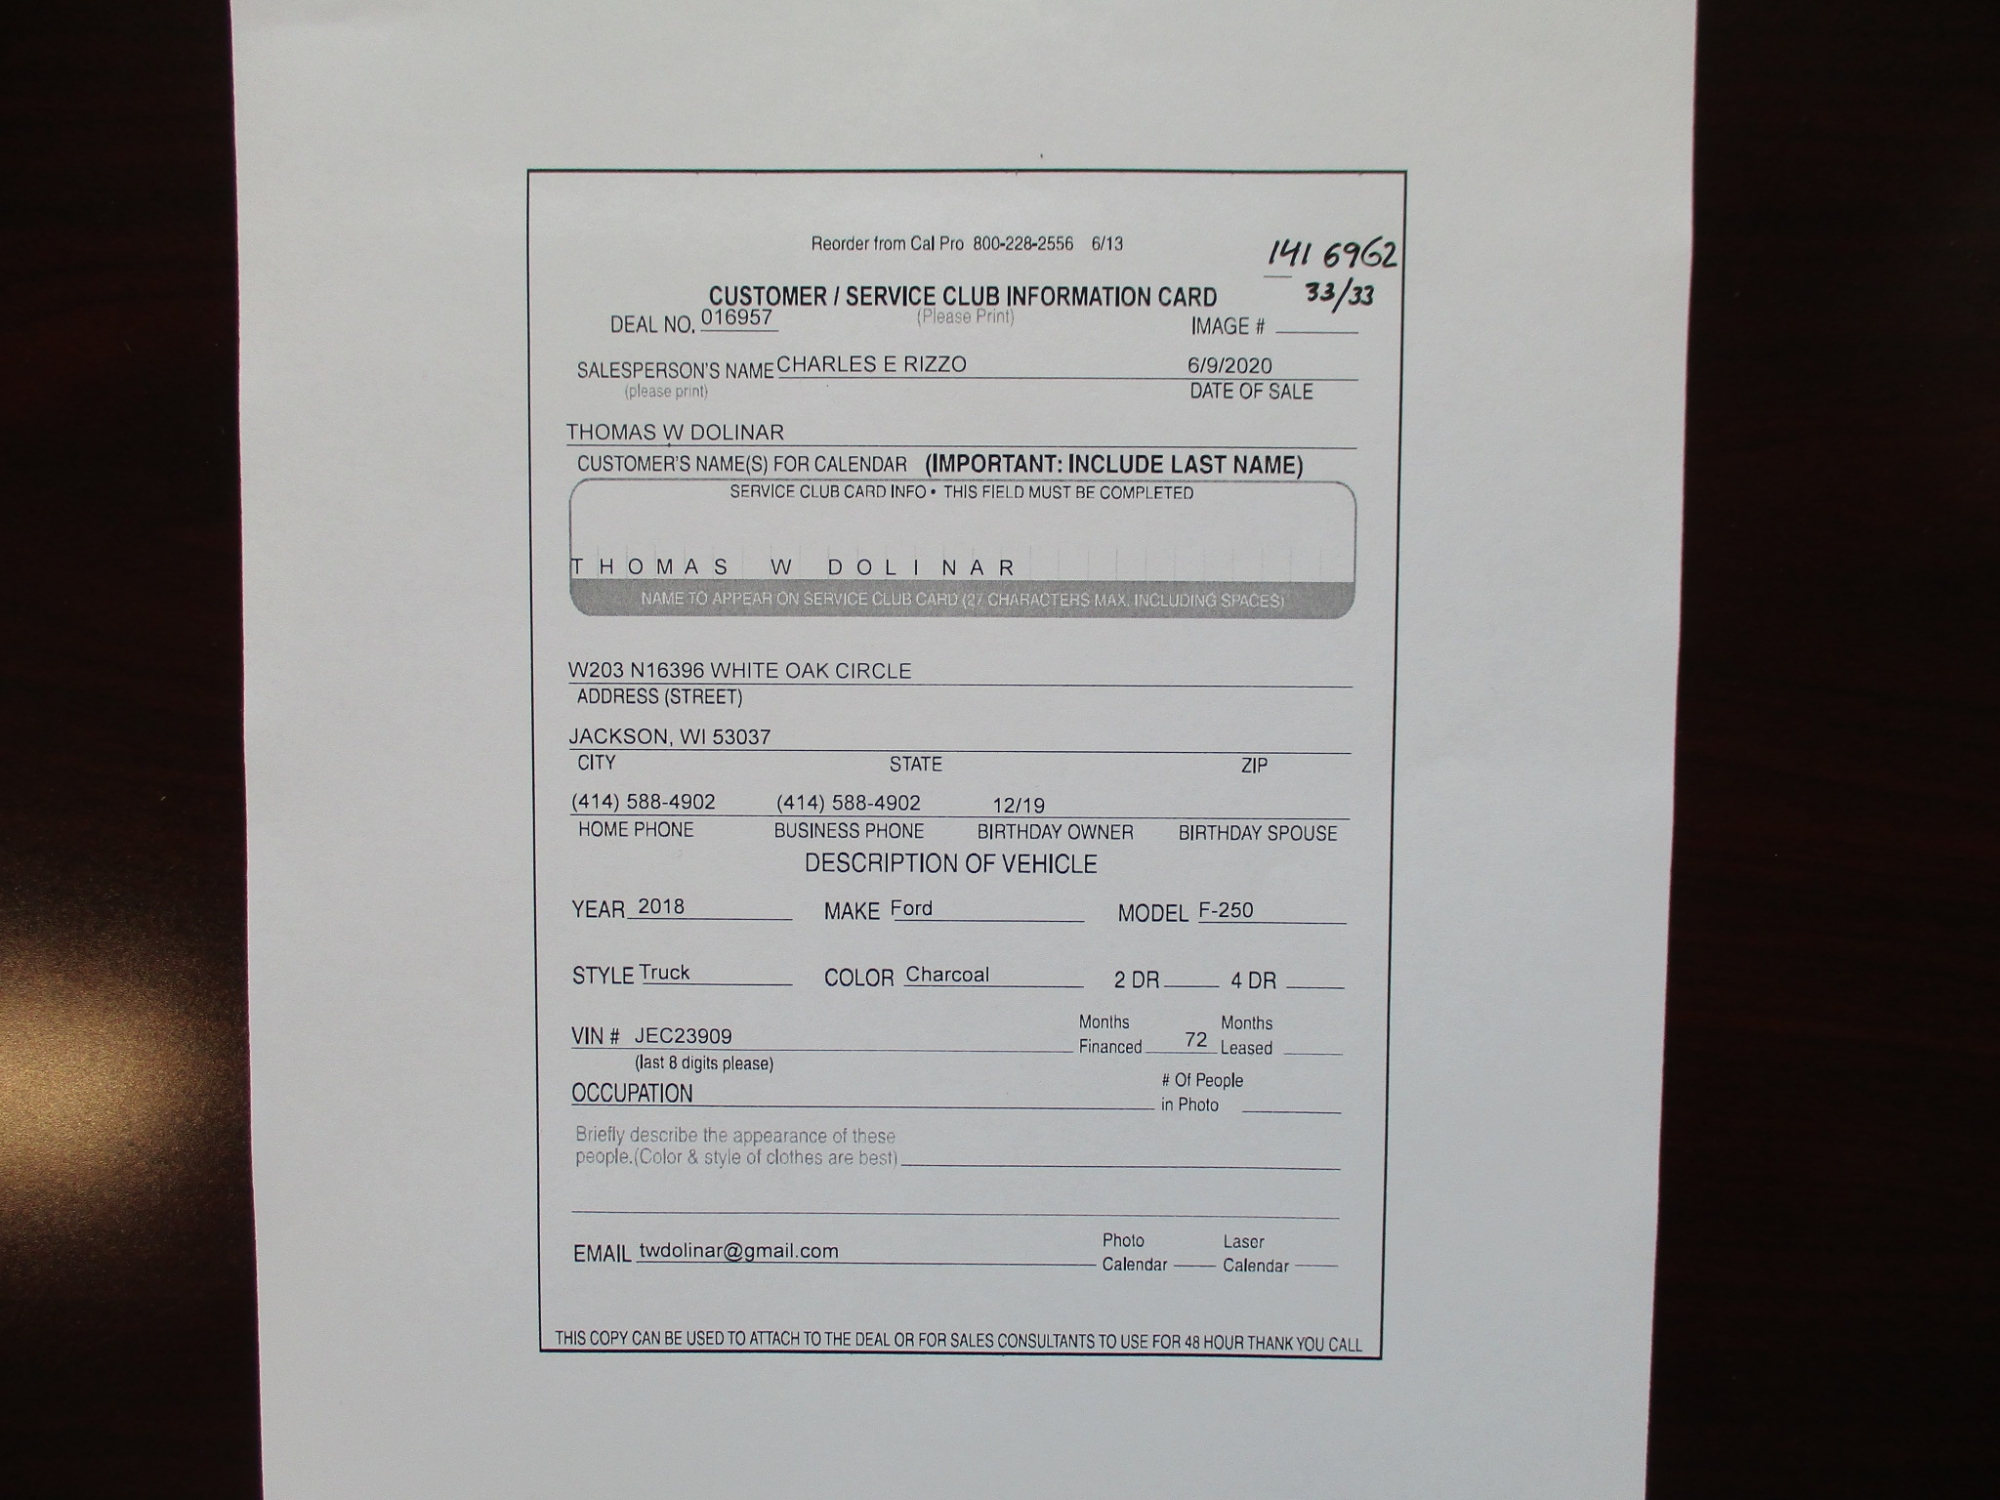 Reorder from Cal Pro 800-228-2556 6/13
141 6962
33/33
CUSTOMER / SERVICE CLUB INFORMATION CARD
(Please Print)
DEAL NO. 016957
IMAGE #
SALESPERSON'S NAME CHARLES E RIZZO 6/9/2020
(please print) DATE OF SALE
THOMAS W DOLINAR
CUSTOMER'S NAME(S) FOR CALENDAR (IMPORTANT: INCLUDE LAST NAME)
SERVICE CLUB CARD INFO • THIS FIELD MUST BE COMPLETED
THOMAS W DOLINAR
NAME TO APPEAR ON SERVICE CLUB CARD (27 CHARACTERS MAX. INCLUDING SPACES)
W203 N16396 WHITE OAK CIRCLE
ADDRESS (STREET)
JACKSON, WI 53037
CITY STATE ZIP
(414) 588-4902 (414) 588-4902 12/19
HOME PHONE BUSINESS PHONE BIRTHDAY OWNER BIRTHDAY SPOUSE
DESCRIPTION OF VEHICLE
YEAR 2018 MAKE Ford MODEL F-250
STYLE Truck COLOR Charcoal 2 DR 4 DR
VIN # JEC23909 Months Financed 72 Months Leased
(last 8 digits please)
OCCUPATION # Of People in Photo
Briefly describe the appearance of these
people.(Color & style of clothes are best)
EMAIL twdolinar@gmail.com Photo Calendar Laser Calendar
THIS COPY CAN BE USED TO ATTACH TO THE DEAL OR FOR SALES CONSULTANTS TO USE FOR 48 HOUR THANK YOU CALL